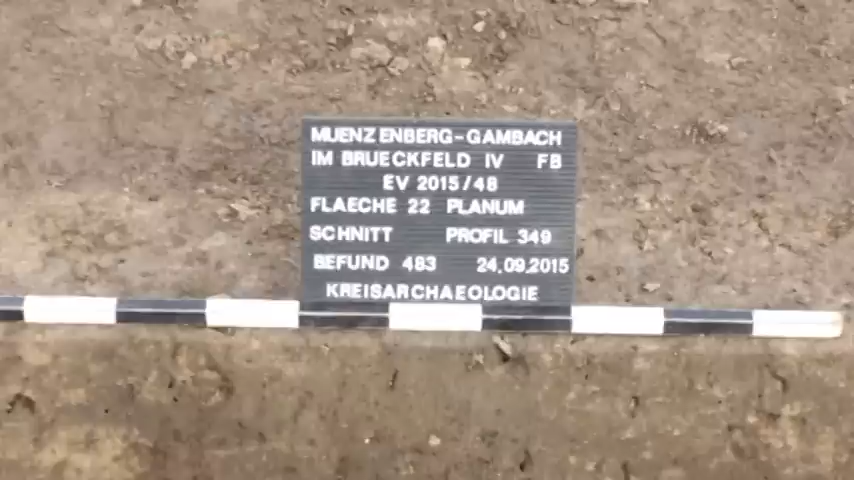 MUENZENBERG-GAMBACH
IM BRUECKFELD IV FB
EV 2015/48
FLAECHE 22 PLANUM
SCHNITT PROFIL 349
BEFUND 483 24.09.2015
KREISARCHAEOLOGIE